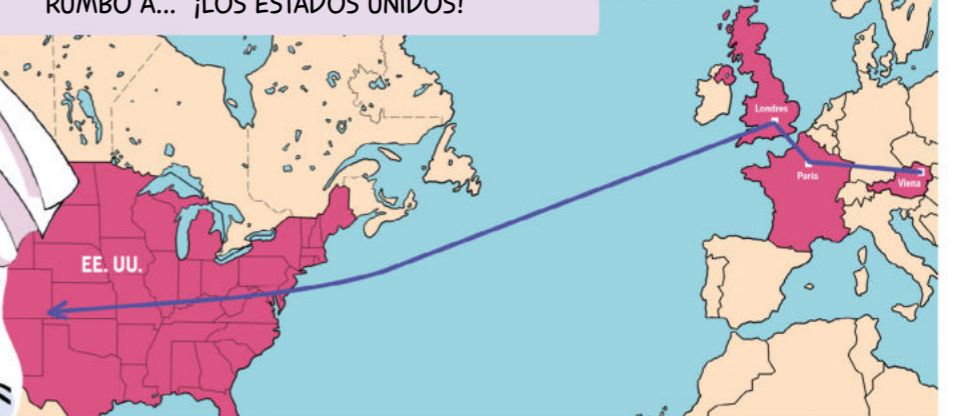 RUMBO A... ¡LOS ESTADOS UNIDOS!
Londres
París
Viena
EE. UU.